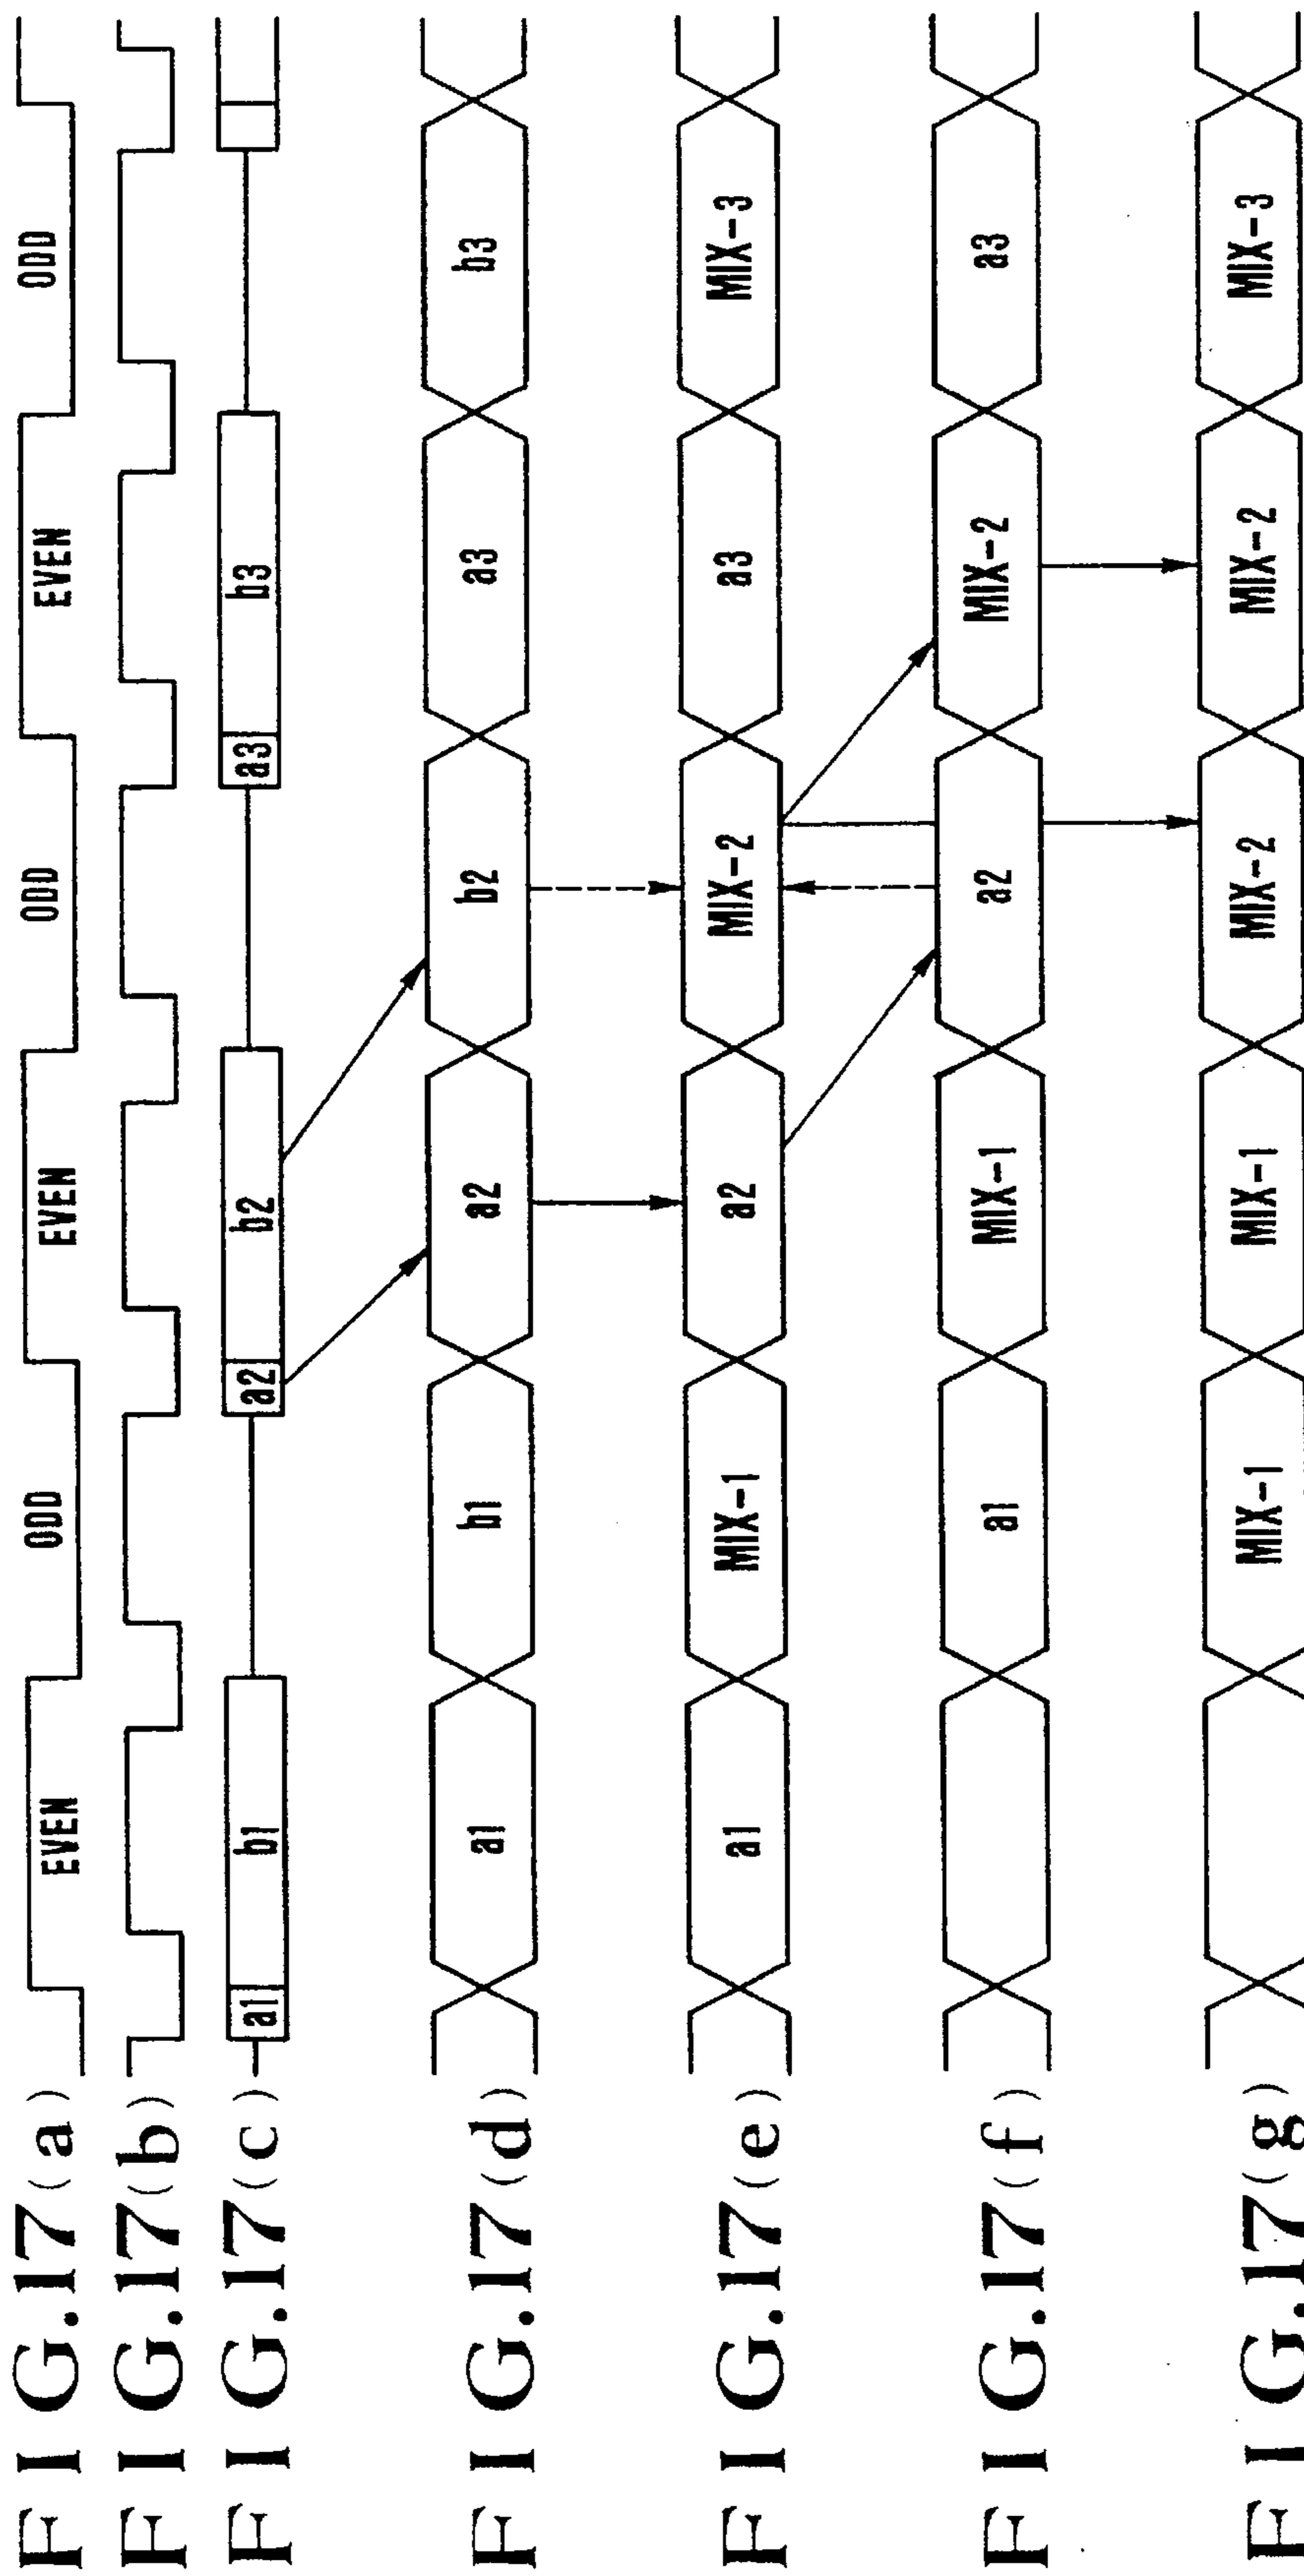 FIG.17(a) EVEN ODD EVEN ODD EVEN ODD
FIG.17(b)
FIG.17(c) a1 b1 a2 b2 a3 b3
FIG.17(d) a1 b1 a2 b2 a3 b3
FIG.17(e) a1 MIX-1 a2 MIX-2 a3 MIX-3
FIG.17(f) a1 MIX-1 a2 MIX-2 a3
FIG.17(g) MIX-1 MIX-1 MIX-2 MIX-2 MIX-3